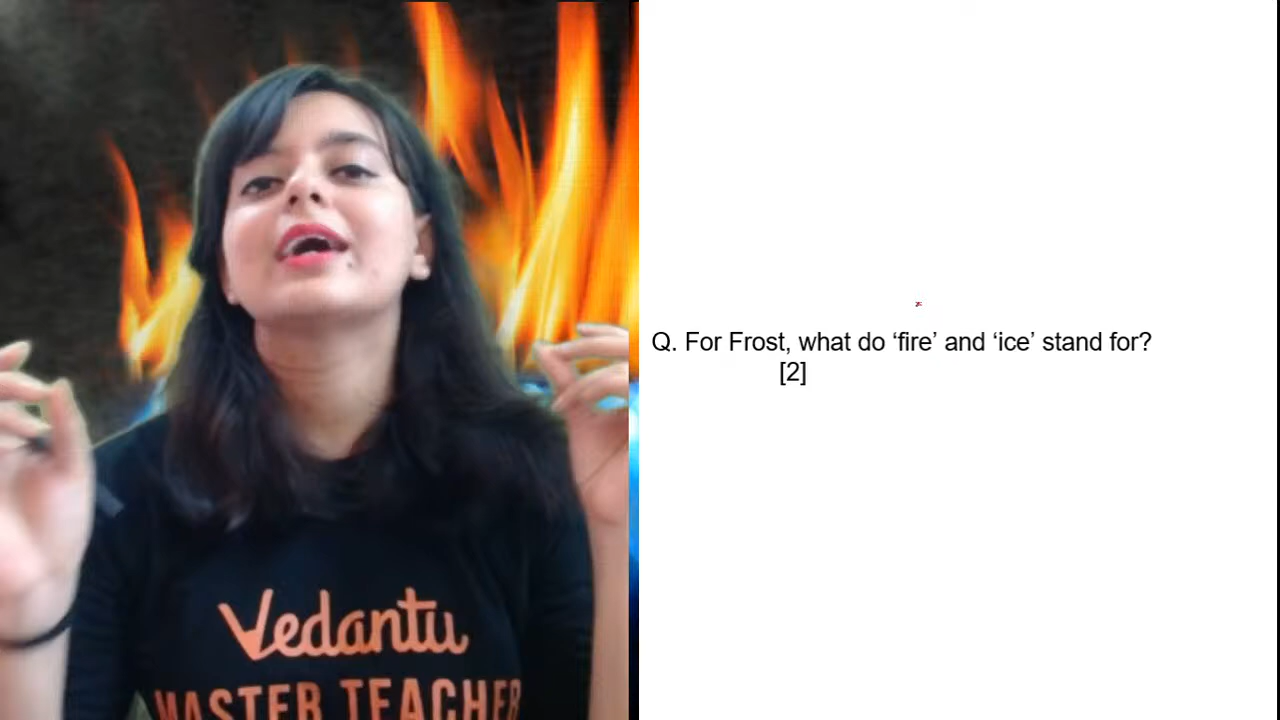 Vedantu
MASTER TEACHER
Q. For Frost, what do ‘fire’ and ‘ice’ stand for?
[2]